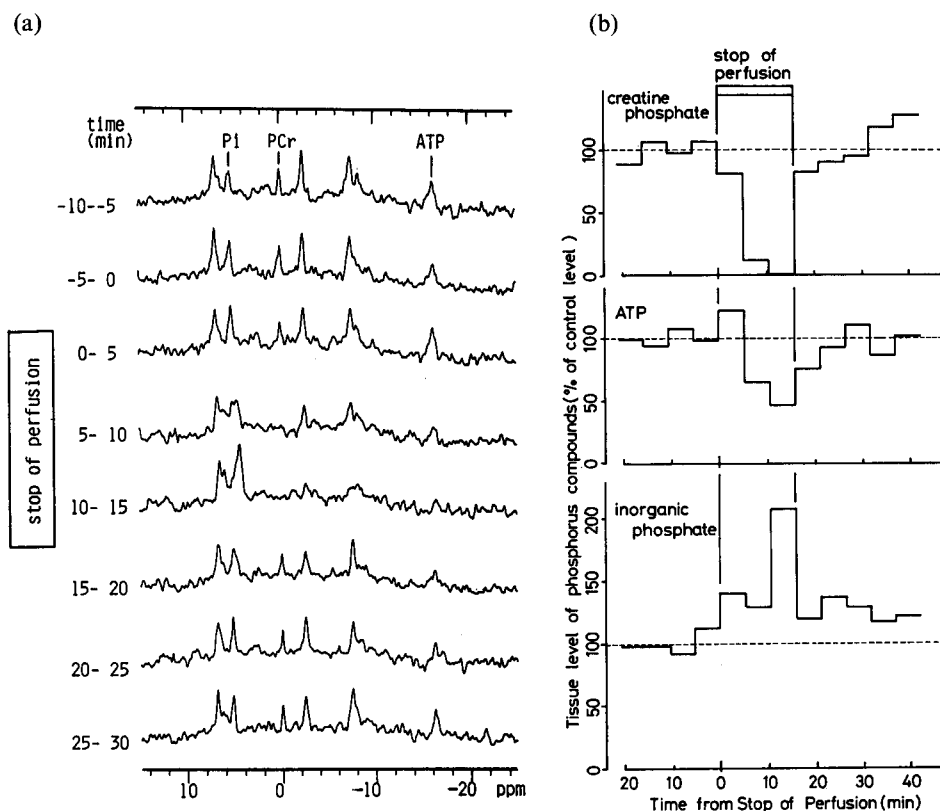 (a)
time
(min)
Pi
PCr
ATP
-10--5
-5- 0
0- 5
5- 10
10- 15
15- 20
20- 25
25- 30
stop of perfusion
10
0
-10
-20
ppm
(b)
stop of
perfusion
creatine
phosphate
100
50
0
ATP
100
50
0
inorganic
phosphate
200
150
100
50
0
Tissue level of phosphorus compounds (% of control level)
20
10
0
10
20
30
40
Time from Stop of Perfusion (min)